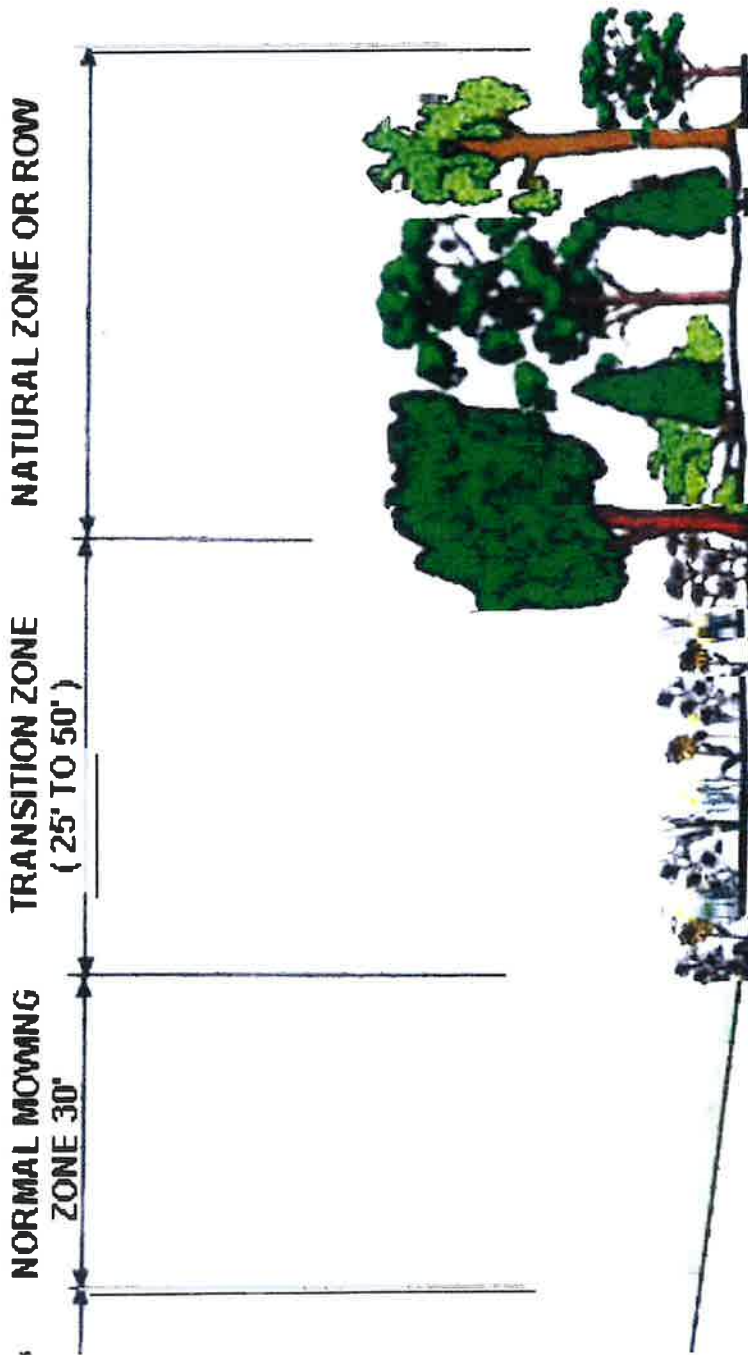 NORMAL MOWING
ZONE 30'
TRANSITION ZONE
( 25' TO 50' )
NATURAL ZONE OR ROW